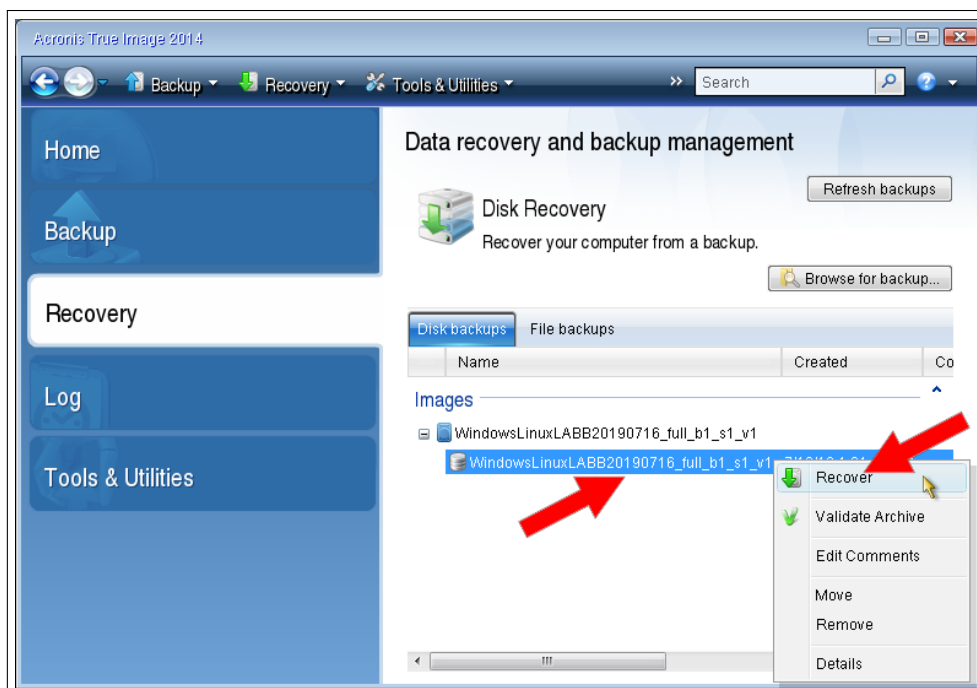 Acronis True Image 2014
Backup Recovery Tools & Utilities >> Search
Home
Backup
Recovery
Log
Tools & Utilities
Data recovery and backup management
Refresh backups
Disk Recovery
Recover your computer from a backup.
Browse for backup...
Disk backups File backups
Name Created Co
Images
WindowsLinuxLABB20190716_full_b1_s1_v1
WindowsLinuxLABB20190716_full_b1_s1_v1
Recover
Validate Archive
Edit Comments
Move
Remove
Details